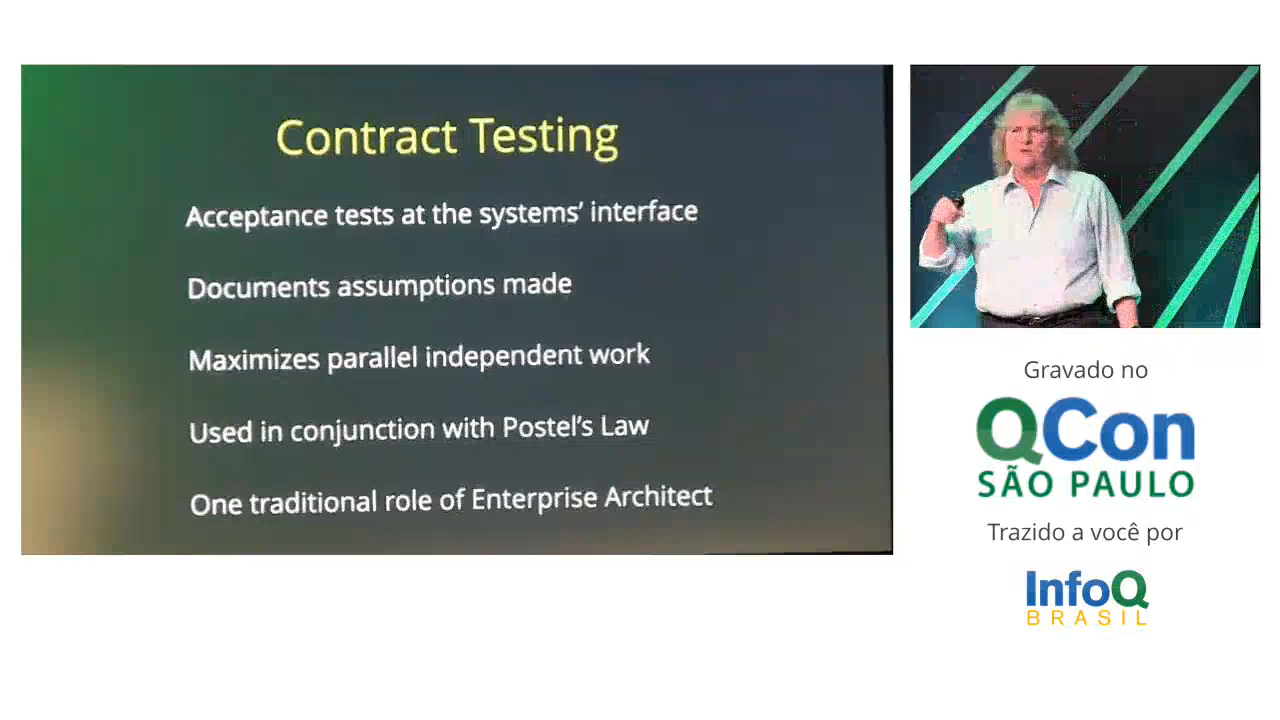 Contract Testing
Acceptance tests at the systems’ interface
Documents assumptions made
Maximizes parallel independent work
Used in conjunction with Postel’s Law
One traditional role of Enterprise Architect
Gravado no
QCon
SÃO PAULO
Trazido a você por
InfoQ
BRASIL